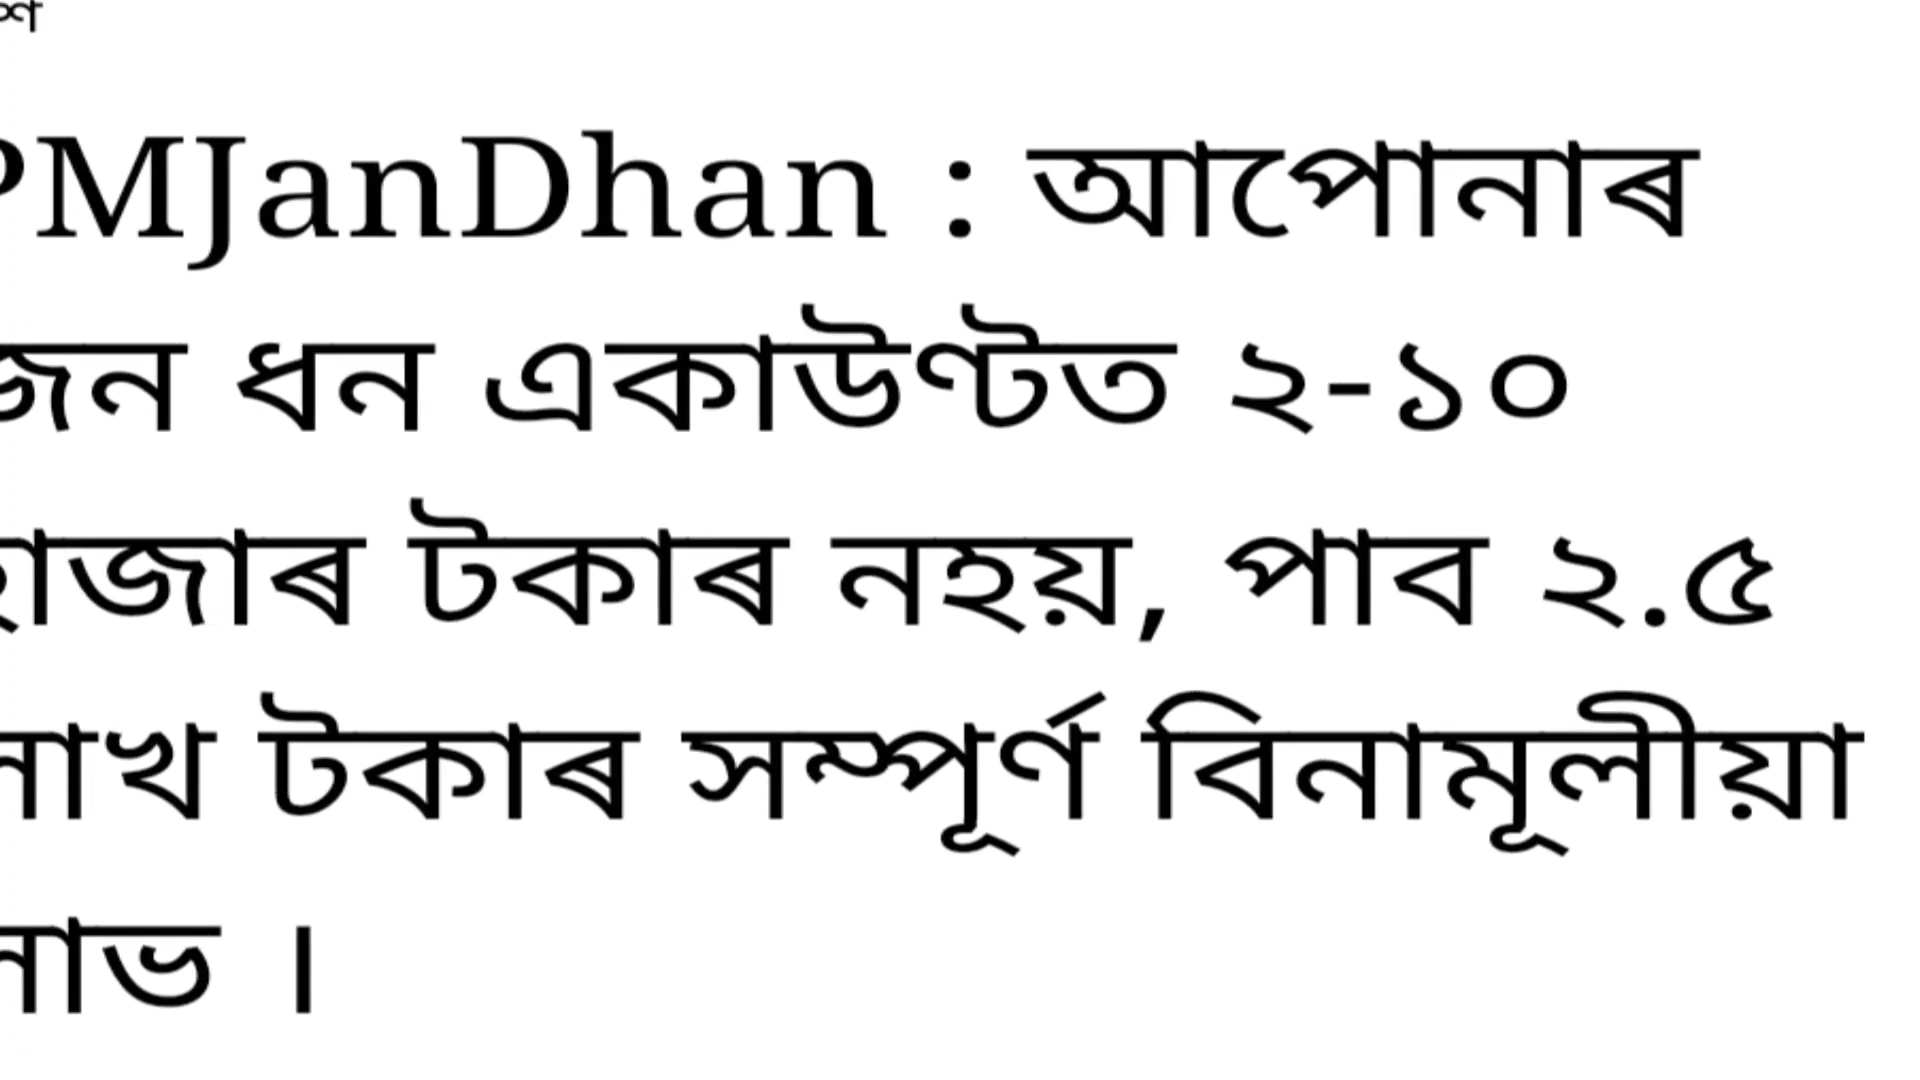 PMJanDhan : আপোনাৰ
জন ধন একাউণ্টত ২-১০
হাজাৰ টকাৰ নহয়, পাব ২.৫
লাখ টকাৰ সম্পূৰ্ণ বিনামূলীয়া
লাভ ।